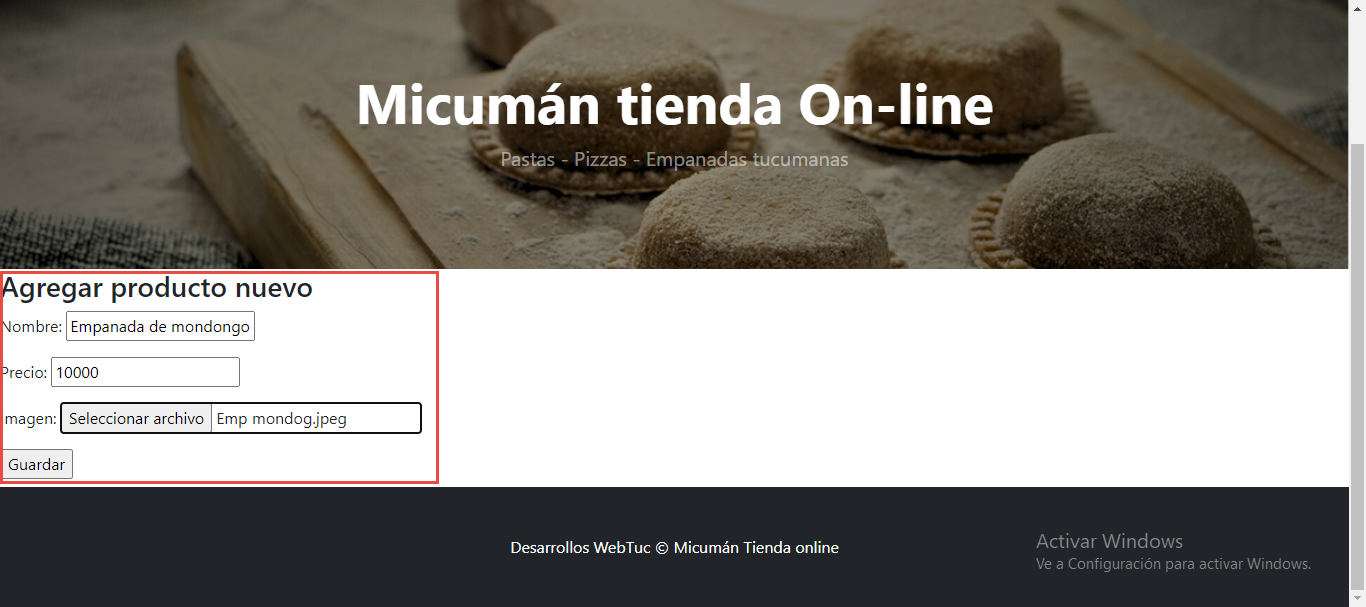 Micumán tienda On-line
Pastas - Pizzas - Empanadas tucumanas
Agregar producto nuevo
Nombre: Empanada de mondongo
Precio: 10000
magen: Seleccionar archivo Emp mondog.jpeg
Guardar
Desarrollos WebTuc © Micumán Tienda online
Activar Windows
Ve a Configuración para activar Windows.